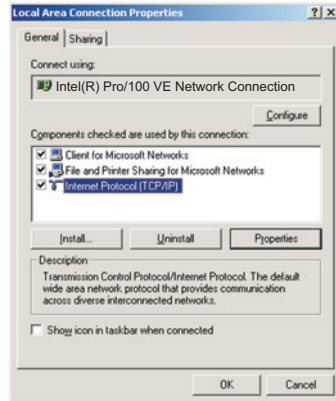 Local Area Connection Properties
General
Sharing
Connect using:
Intel(R) Pro/100 VE Network Connection
Configure
Components checked are used by this connection:
Client for Microsoft Networks
File and Printer Sharing for Microsoft Networks
Internet Protocol (TCP/IP)
Install...
Uninstall
Properties
Description
Transmission Control Protocol/Internet Protocol. The default
wide area network protocol that provides communication
across diverse interconnected networks.
Show icon in taskbar when connected
OK
Cancel